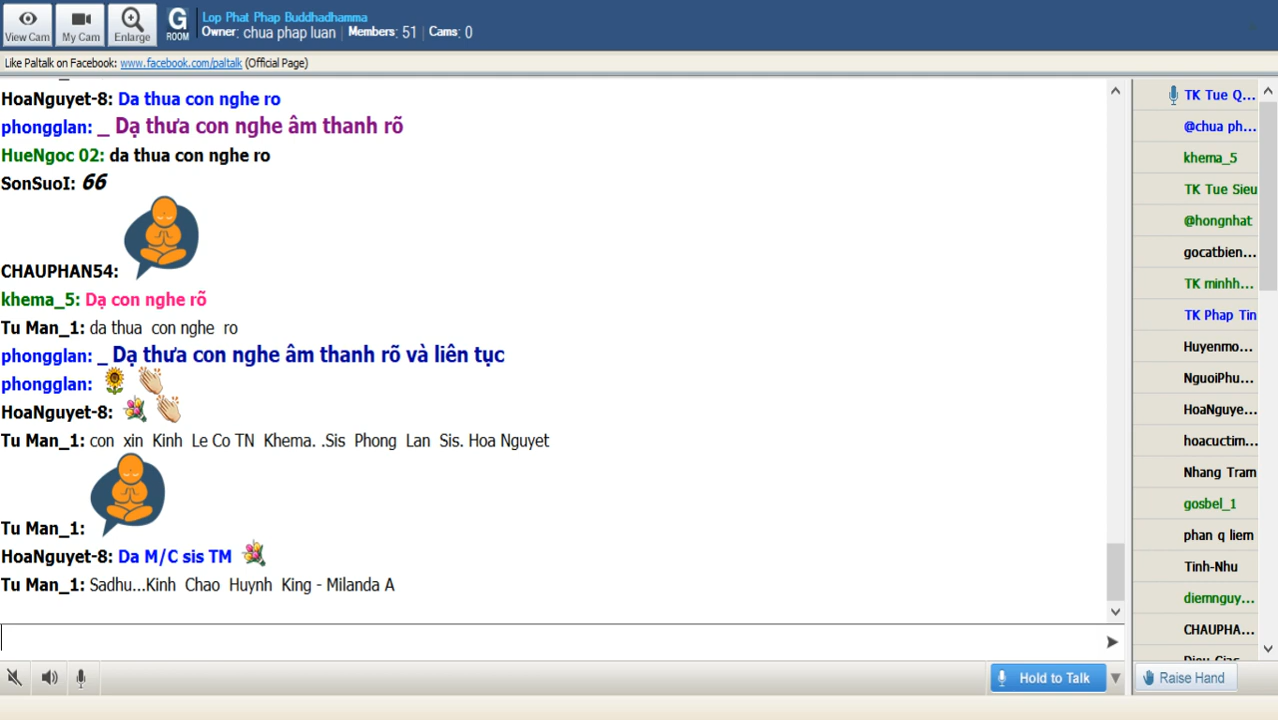 View Cam
My Cam
Enlarge
G
ROOM
Lop Phat Phap Buddhadhamma
Owner: chua phap luan | Members: 51 | Cams: 0
Like Paltalk on Facebook: www.facebook.com/paltalk (Official Page)
HoaNguyet-8: Da thua con nghe ro
phongglan: _ Dạ thưa con nghe âm thanh rõ
HueNgoc 02: da thua con nghe ro
SonSuoI: 66
CHAUPHAN54:
khema_5: Dạ con nghe rõ
Tu Man_1: da thua con nghe ro
phongglan: _ Dạ thưa con nghe âm thanh rõ và liên tục
phongglan:
HoaNguyet-8:
Tu Man_1: con xin Kinh Le Co TN Khema. .Sis Phong Lan Sis. Hoa Nguyet
Tu Man_1:
HoaNguyet-8: Da M/C sis TM
Tu Man_1: Sadhu...Kinh Chao Huynh King - Milanda A
TK Tue Q...
@chua ph...
khema_5
TK Tue Sieu
@hongnhat
gocatbien...
TK minhh...
TK Phap Tin
Huyenmo...
NguoiPhu...
HoaNguye...
hoacuctim...
Nhang Tram
gosbel_1
phan q liem
Tinh-Nhu
diemnguy...
CHAUPHA...
Dieu Giac
Hold to Talk
Raise Hand